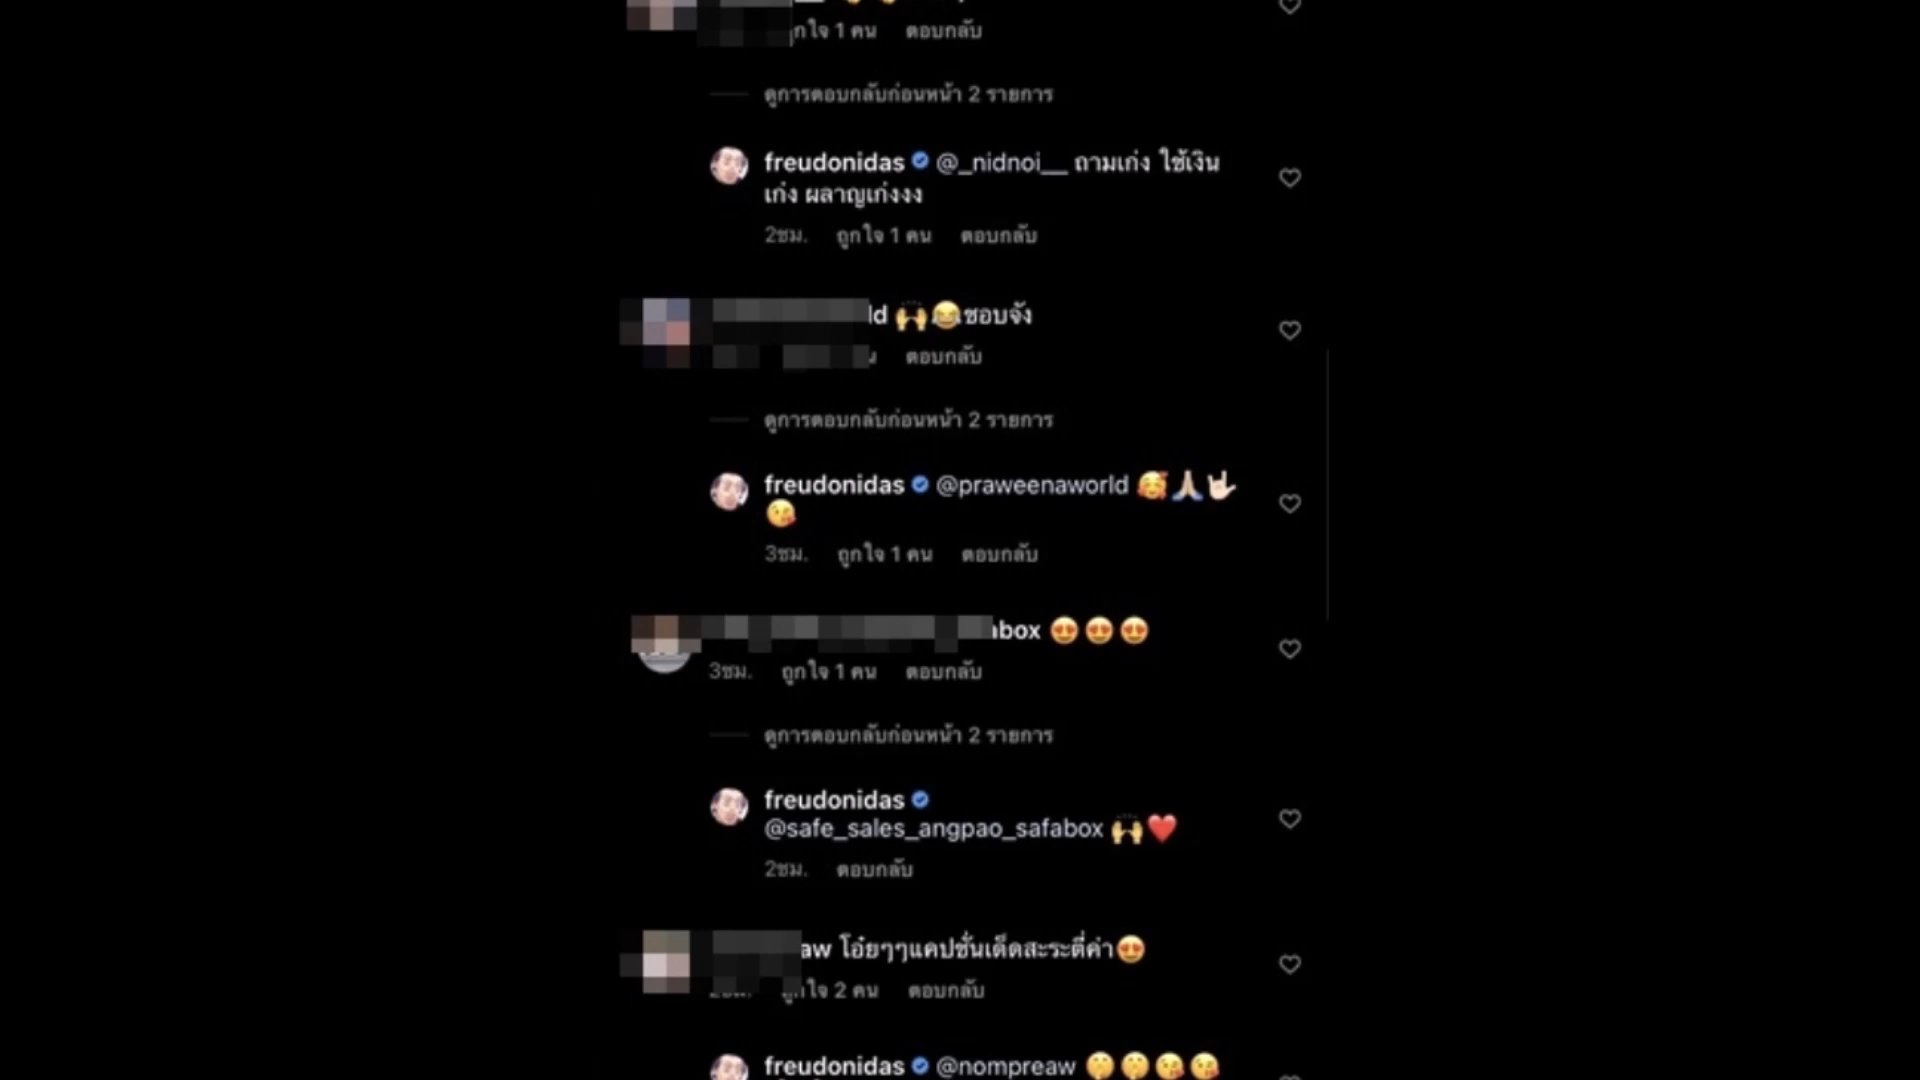 ถูกใจ 1 คน ตอบกลับ
ดูการตอบกลับก่อนหน้า 2 รายการ
freudonidas @_nidnoi__ ถามเก่ง ใช้เงิน
เก่ง ผลาญเก่งงง
2ชม. ถูกใจ 1 คน ตอบกลับ
ld 🙌😂ชอบจัง
ตอบกลับ
ดูการตอบกลับก่อนหน้า 2 รายการ
freudonidas @praweenaworld 🥰🙏🏻🤟🏻
😘
3ชม. ถูกใจ 1 คน ตอบกลับ
abox 😍😍😍
3ชม. ถูกใจ 1 คน ตอบกลับ
ดูการตอบกลับก่อนหน้า 2 รายการ
freudonidas
@safe_sales_angpao_safabox 🙌❤️
2ชม. ตอบกลับ
aw โอ๋ยๆๆแคปชั่นเด็ดสะระตี่ค่า😍
ถูกใจ 2 คน ตอบกลับ
freudonidas @nompreaw 🤭🤭😘😘